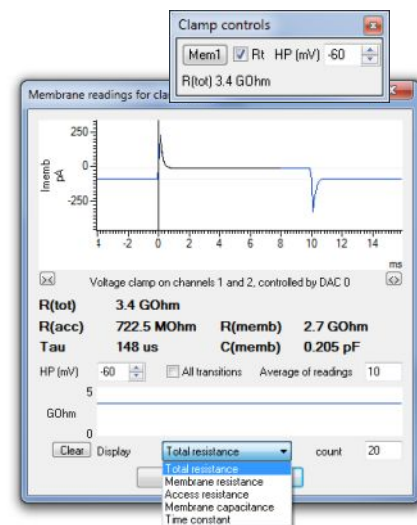 Clamp controls
Mem1 Rt HP (mV) -60
R(tot) 3.4 GOhm
Membrane readings for cla
250
0
-250
Imemb
pA
4 -2 0 2 4 6 8 10 12 14
ms
Voltage clamp on channels 1 and 2, controlled by DAC 0
R(tot) 3.4 GOhm
R(acc) 722.5 MOhm R(memb) 2.7 GOhm
Tau 148 us C(memb) 0.205 pF
HP (mV) -60 All transitions Average of readings 10
5
GOhm
0
Clear Display Total resistance count 20
Total resistance
Membrane resistance
Access resistance
Membrane capacitance
Time constant